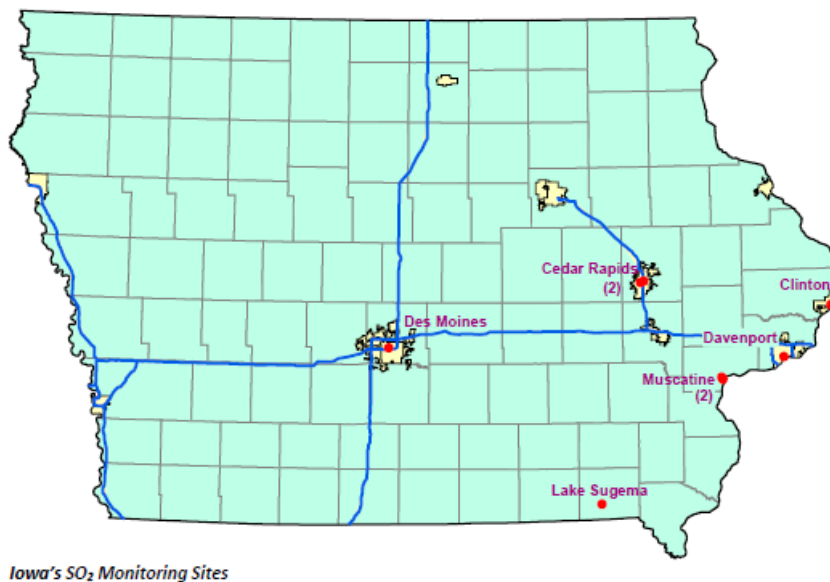 Cedar Rapids
(2)
Clinton
Des Moines
Davenport
Muscatine
(2)
Lake Sugema
Iowa's SO₂ Monitoring Sites